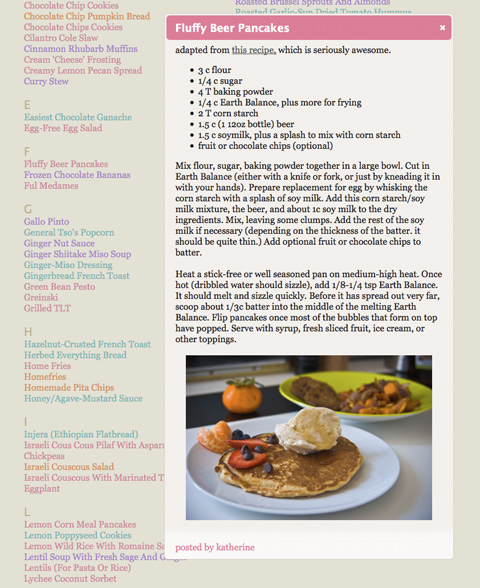 Chocolate Chip Cookies
Chocolate Chip Pumpkin Bread
Chocolate Chips Cookies
Cilantro Cole Slaw
Cinnamon Rhubarb Muffins
Cream 'Cheese' Frosting
Creamy Lemon Pecan Spread
Curry Stew
E
Easiest Chocolate Ganache
Egg-Free Egg Salad
F
Fluffy Beer Pancakes
Frozen Chocolate Bananas
Ful Medames
G
Gallo Pinto
General Tso's Popcorn
Ginger Nut Sauce
Ginger Shiitake Miso Soup
Ginger-Miso Dressing
Gingerbread French Toast
Green Bean Pesto
Greinski
Grilled TLT
H
Hazelnut-Crusted French Toast
Herbed Everything Bread
Home Fries
Homefries
Homemade Pita Chips
Honey/Agave-Mustard Sauce
I
Injera (Ethiopian Flatbread)
Israeli Cous Cous Pilaf With Aspara
Chickpeas
Israeli Couscous Salad
Israeli Couscous With Marinated T
Eggplant
L
Lemon Corn Meal Pancakes
Lemon Poppyseed Cookies
Lemon Wild Rice With Romaine Sa
Lentil Soup With Fresh Sage And
Lentils (For Pasta Or Rice)
Lychee Coconut Sorbet
Roasted Brussel Sprouts And Almonds
Roasted Garlic-Sun Dried Tomato Hummus
Fluffy Beer Pancakes ×
adapted from this recipe, which is seriously awesome.
• 3 c flour
• 1/4 c sugar
• 4 T baking powder
• 1/4 c Earth Balance, plus more for frying
• 2 T corn starch
• 1.5 c (1 12oz bottle) beer
• 1.5 c soymilk, plus a splash to mix with corn starch
• fruit or chocolate chips (optional)
Mix flour, sugar, baking powder together in a large bowl. Cut in
Earth Balance (either with a knife or fork, or just by kneading it in
with your hands). Prepare replacement for egg by whisking the
corn starch with a splash of soy milk. Add this corn starch/soy
milk mixture, the beer, and about 1c soy milk to the dry
ingredients. Mix, leaving some clumps. Add the rest of the soy
milk if necessary (depending on the thickness of the batter. it
should be quite thin.) Add optional fruit or chocolate chips to
batter.
Heat a stick-free or well seasoned pan on medium-high heat. Once
hot (dribbled water should sizzle), add 1/8-1/4 tsp Earth Balance.
It should melt and sizzle quickly. Before it has spread out very far,
scoop about 1/3c batter into the middle of the melting Earth
Balance. Flip pancakes once most of the bubbles that form on top
have popped. Serve with syrup, fresh sliced fruit, ice cream, or
other toppings.
posted by katherine